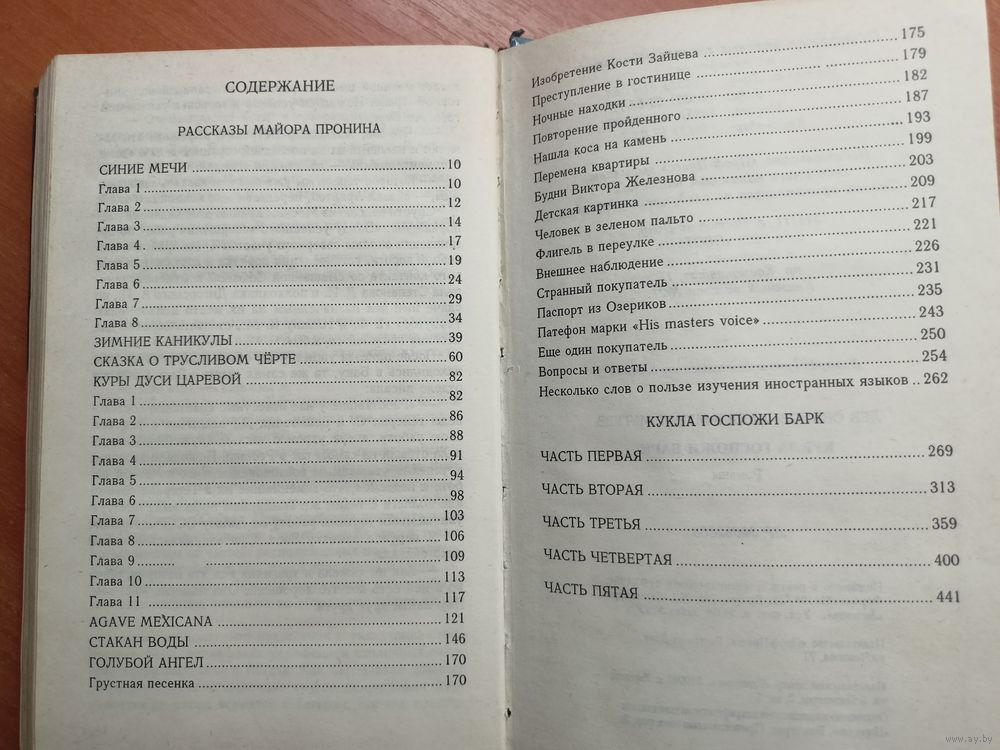 СОДЕРЖАНИЕ
РАССКАЗЫ МАЙОРА ПРОНИНА
СИНИЕ МЕЧИ 10
Глава 1 10
Глава 2 12
Глава 3 14
Глава 4 17
Глава 5 19
Глава 6 24
Глава 7 29
Глава 8 34
ЗИМНИЕ КАНИКУЛЫ 39
СКАЗКА О ТРУСЛИВОМ ЧЁРТЕ 60
КУРЫ ДУСИ ЦАРЕВОЙ 82
Глава 1 82
Глава 2 86
Глава 3 88
Глава 4 91
Глава 5 94
Глава 6 98
Глава 7 103
Глава 8 106
Глава 9 109
Глава 10 113
Глава 11 117
AGAVE MEXICANA 121
СТАКАН ВОДЫ 146
ГОЛУБОЙ АНГЕЛ 170
Грустная песенка 170
Изобретение Кости Зайцева 175
Преступление в гостинице 179
Ночные находки 182
Повторение пройденного 187
Нашла коса на камень 193
Перемена квартиры 199
Будни Виктора Железнова 203
Детская картинка 209
Человек в зеленом пальто 217
Флигель в переулке 221
Внешнее наблюдение 226
Странный покупатель 231
Паспорт из Озериков 235
Патефон марки «His masters voice» 243
Еще один покупатель 250
Вопросы и ответы 254
Несколько слов о пользе изучения иностранных языков 262
КУКЛА ГОСПОЖИ БАРК
ЧАСТЬ ПЕРВАЯ 269
ЧАСТЬ ВТОРАЯ 313
ЧАСТЬ ТРЕТЬЯ 359
ЧАСТЬ ЧЕТВЕРТАЯ 400
ЧАСТЬ ПЯТАЯ 441
www.ay.by